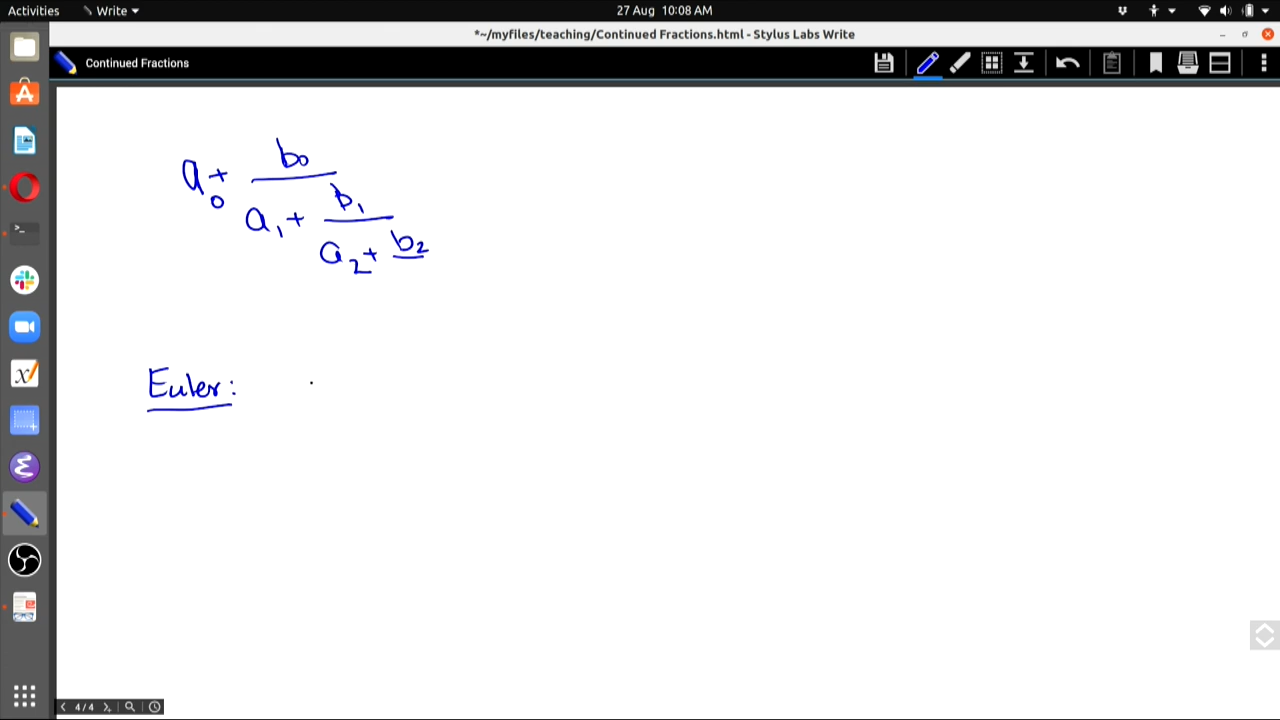 Activities Write 27 Aug 10:08 AM
*~/myfiles/teaching/Continued Fractions.html - Stylus Labs Write
Continued Fractions
b₀
a₀ +
b₁
a₁ +
b₂
a₂ +
Euler:
4/4